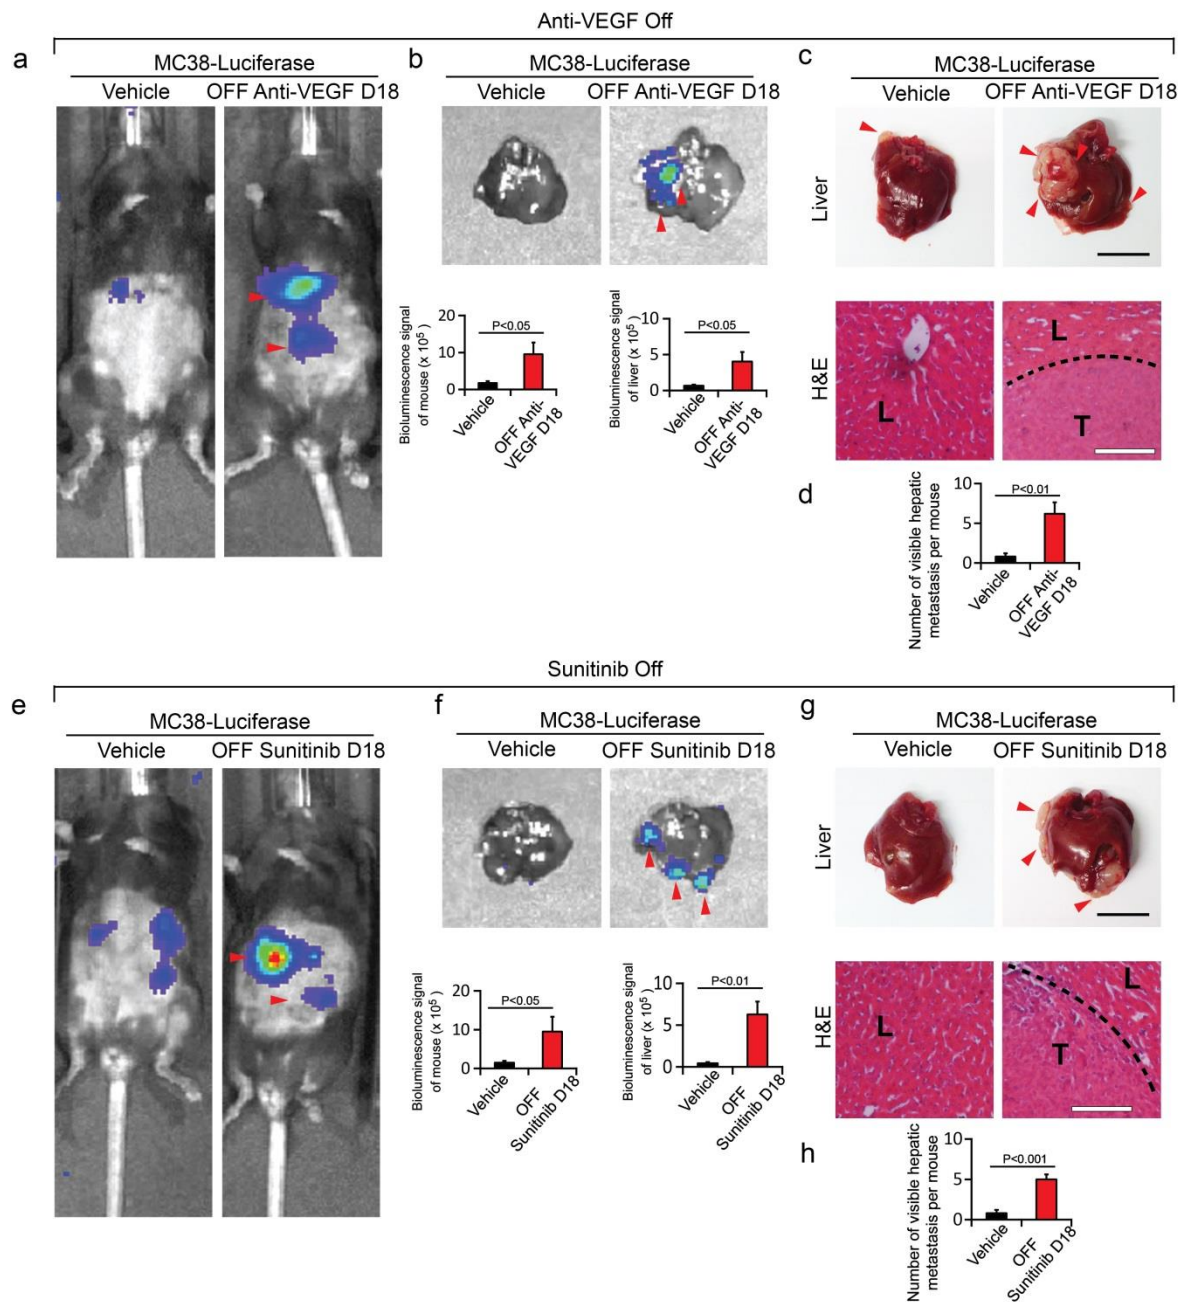 Anti-VEGF Off
a
MC38-Luciferase
Vehicle OFF Anti-VEGF D18
b
MC38-Luciferase
Vehicle OFF Anti-VEGF D18
Bioluminescence signal
of mouse (x 10⁵ )
20
10
0
P<0.05
Vehicle
OFF Anti-
VEGF D18
Bioluminescence signal
of liver (x 10⁵ )
10
5
0
P<0.05
Vehicle
OFF Anti-
VEGF D18
c
MC38-Luciferase
Vehicle OFF Anti-VEGF D18
Liver
H&E
L
L
T
d
Number of visible hepatic
metastasis per mouse
10
5
0
P<0.01
Vehicle
OFF Anti-
VEGF D18
Sunitinib Off
e
MC38-Luciferase
Vehicle OFF Sunitinib D18
f
MC38-Luciferase
Vehicle OFF Sunitinib D18
Bioluminescence signal
of mouse (x 10⁵ )
20
10
0
P<0.05
Vehicle
OFF
Sunitinib D18
Bioluminescence signal
of liver (x 10⁵ )
10
5
0
P<0.01
Vehicle
OFF
Sunitinib D18
g
MC38-Luciferase
Vehicle OFF Sunitinib D18
Liver
H&E
L
L
T
h
Number of visible hepatic
metastasis per mouse
10
5
0
P<0.001
Vehicle
OFF
Sunitinib D18